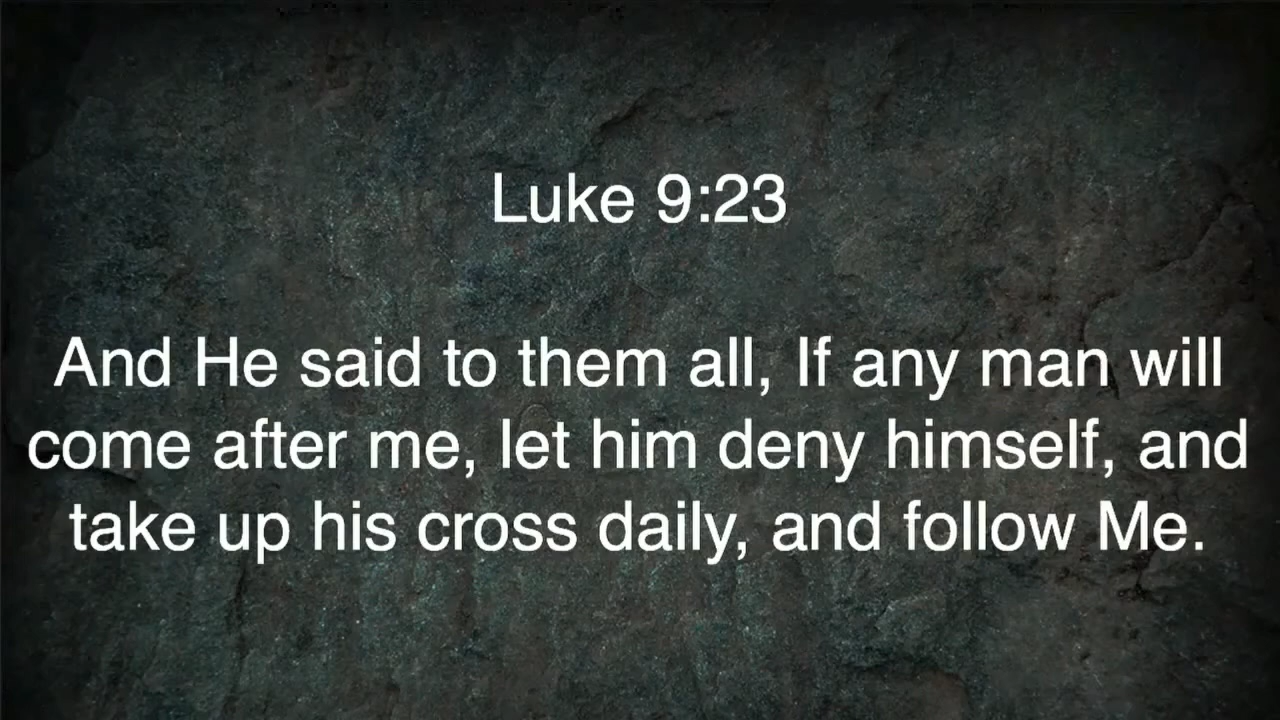 Luke 9:23
And He said to them all, If any man will
come after me, let him deny himself, and
take up his cross daily, and follow Me.